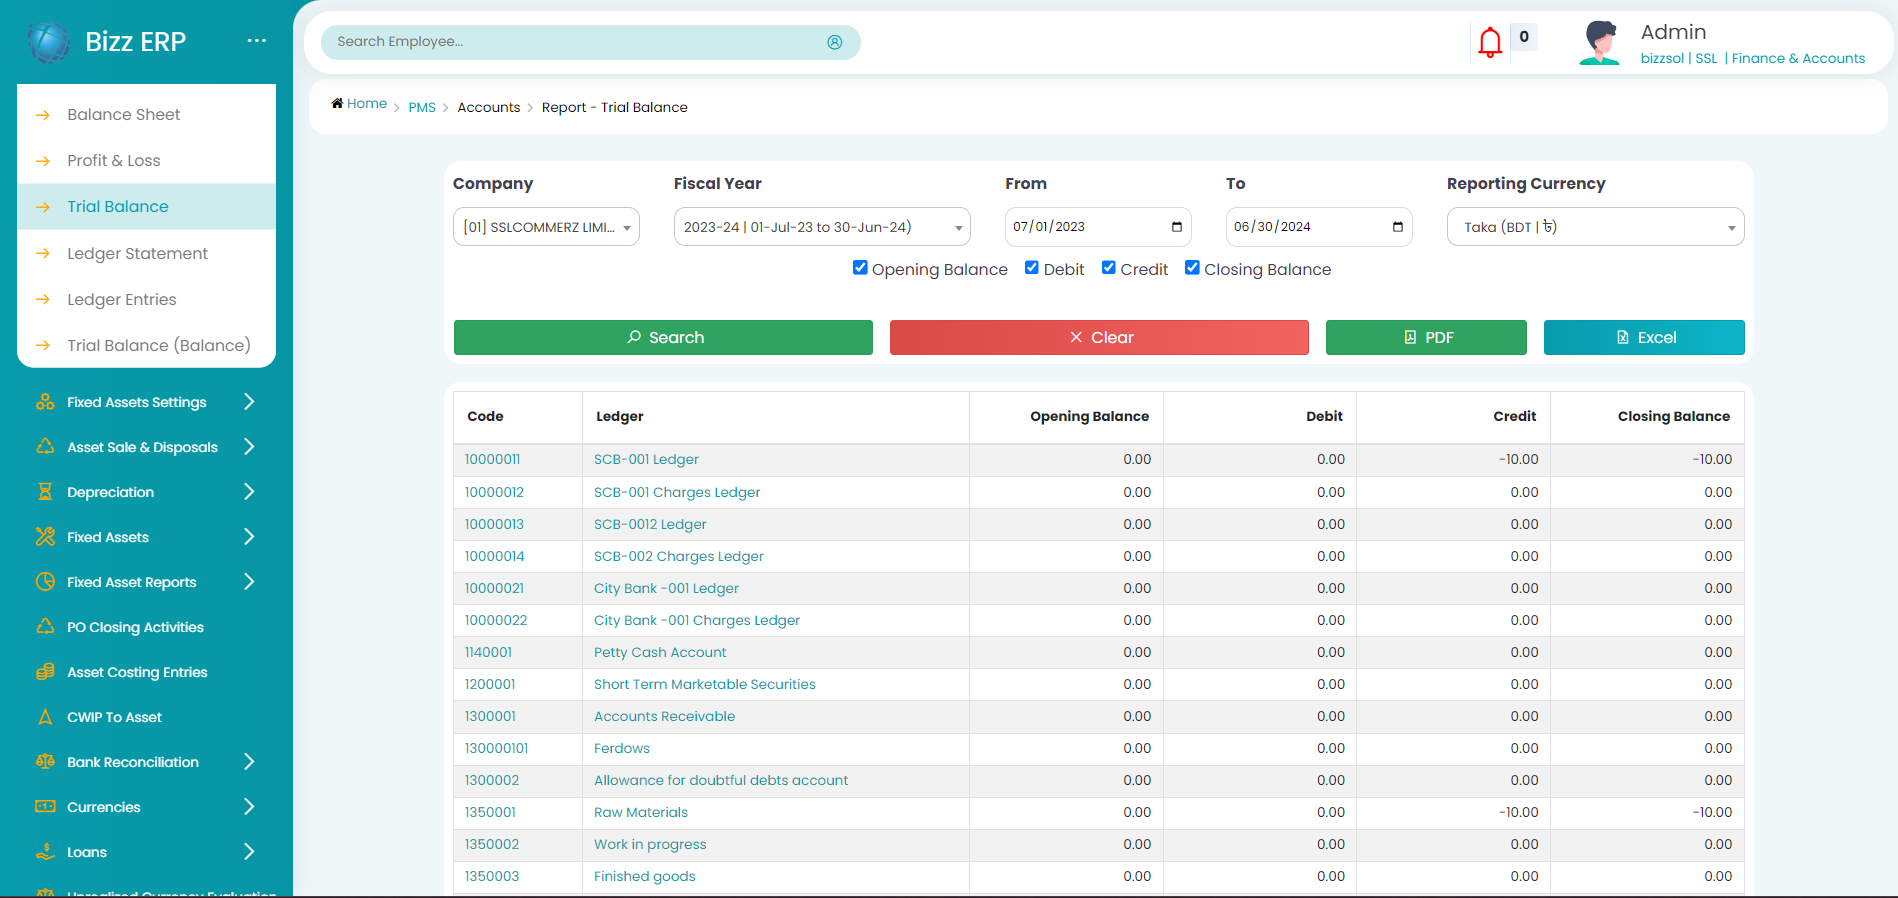 Bizz ERP
Search Employee...
0
Admin
bizzsol | SSL | Finance & Accounts
Home > PMS > Accounts > Report - Trial Balance
Balance Sheet
Profit & Loss
Trial Balance
Ledger Statement
Ledger Entries
Trial Balance (Balance)
Fixed Assets Settings
Asset Sale & Disposals
Depreciation
Fixed Assets
Fixed Asset Reports
PO Closing Activities
Asset Costing Entries
CWIP To Asset
Bank Reconciliation
Currencies
Loans
Unrealized Currency Evaluation
Company Fiscal Year From To Reporting Currency
[01] SSLCOMMERZ LIMI... 2023-24 | 01-Jul-23 to 30-Jun-24) 07/01/2023 06/30/2024 Taka (BDT | ৳)
Opening Balance Debit Credit Closing Balance
Search Clear PDF Excel
Code Ledger Opening Balance Debit Credit Closing Balance
10000011 SCB-001 Ledger 0.00 0.00 -10.00 -10.00
10000012 SCB-001 Charges Ledger 0.00 0.00 0.00 0.00
10000013 SCB-0012 Ledger 0.00 0.00 0.00 0.00
10000014 SCB-002 Charges Ledger 0.00 0.00 0.00 0.00
10000021 City Bank -001 Ledger 0.00 0.00 0.00 0.00
10000022 City Bank -001 Charges Ledger 0.00 0.00 0.00 0.00
1140001 Petty Cash Account 0.00 0.00 0.00 0.00
1200001 Short Term Marketable Securities 0.00 0.00 0.00 0.00
1300001 Accounts Receivable 0.00 0.00 0.00 0.00
130000101 Ferdows 0.00 0.00 0.00 0.00
1300002 Allowance for doubtful debts account 0.00 0.00 0.00 0.00
1350001 Raw Materials 0.00 0.00 -10.00 -10.00
1350002 Work in progress 0.00 0.00 0.00 0.00
1350003 Finished goods 0.00 0.00 0.00 0.00